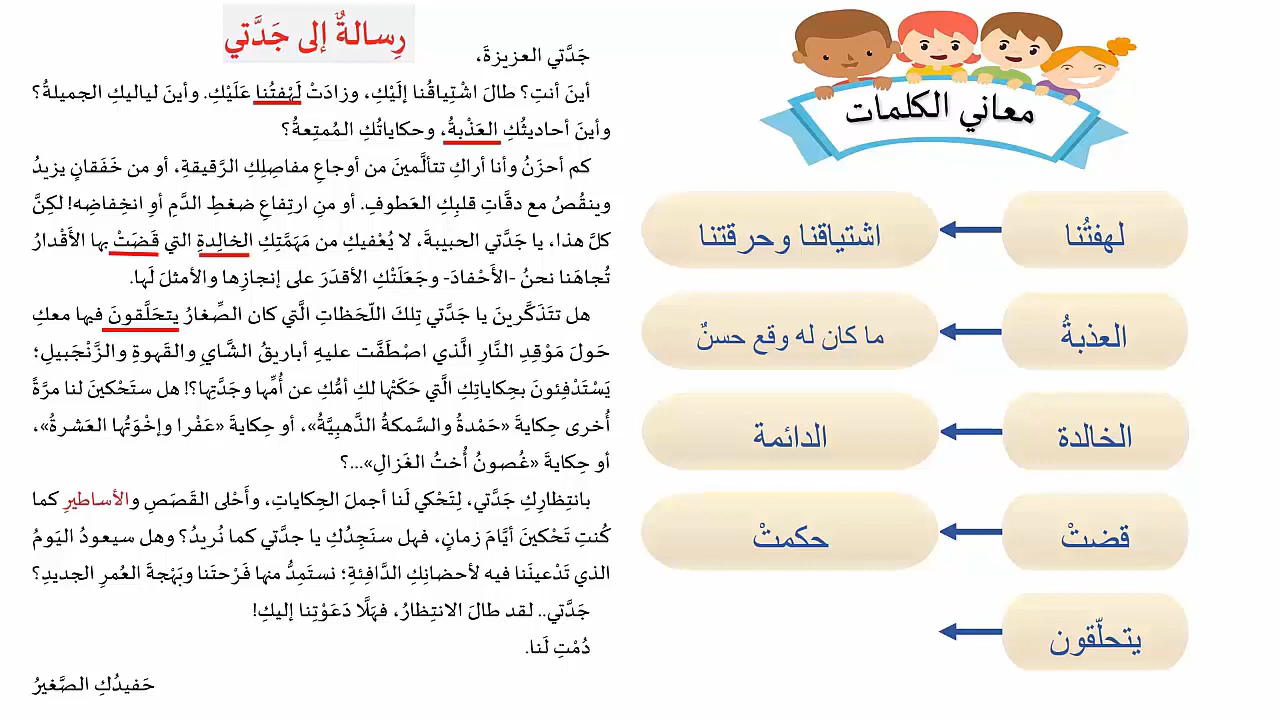 رِسالةٌ إلى جَدَّتي
جَدَّتي العزيزةَ،
أينَ أنتِ؟ طالَ اشْتِياقُنا إلَيْكِ، وزادَتْ لَهْفتُنا عَلَيْكِ. وأينَ لياليكِ الجميلةُ؟
وأينَ أحاديثُكِ العَذْبةُ، وحكاياتُكِ المُمتِعةُ؟
كم أحزَنُ وأنا أراكِ تتألَّمينَ من أوجاعِ مفاصِلِكِ الرَّقيقةِ، أو من خَفَقانٍ يزيدُ
وينقُصُ مع دقَّاتِ قلبِكِ العَطوفِ. أو منِ ارتِفاعِ ضغطِ الدَّمِ أوِ انخِفاضِه! لكِنَّ
كلَّ هذا، يا جَدَّتي الحبيبةَ، لا يُعْفيكِ من مَهَمَّتِكِ الخالِدةِ التي قَضَتْ بها الأَقْدارُ
تُجاهَنا نحنُ -الأَحْفادَ- وجَعَلَتْكِ الأقدَرَ على إنجازِها والأمثلَ لَها.
هل تتَذَكَّرينَ يا جَدَّتي تِلكَ اللّحَظاتِ الَّتي كان الصِّغارُ يتحَلَّقونَ فيها معكِ
حَولَ مَوْقِدِ النَّارِ الَّذي اصْطَفَّت عليهِ أباريقُ الشَّايِ والقَهوةِ والزَّنْجَبيلِ؛
يَسْتَدْفِئونَ بحِكاياتِكِ الَّتي حَكَتْها لكِ أمُّكِ عن أُمِّها وجَدَّتِها؟! هل ستَحْكينَ لنا مرَّةً
أُخرى حِكايةَ «حَمْدةُ والسَّمكةُ الذَّهبِيَّةُ»، أو حِكايةَ «عَفْرا وإخْوَتُها العَشرةُ»،
أو حِكايةَ «غُصونُ أُختُ الغَزالِ»...؟
بانتِظارِكِ جَدَّتي، لِتَحْكي لَنا أجملَ الحِكاياتِ، وأَحْلى القَصَصِ والأساطيرِ كما
كُنتِ تَحْكينَ أيَّامَ زمانٍ، فهل سنَجِدُكِ يا جدَّتي كما نُريدُ؟ وهل سيعودُ اليَومُ
الذي تَدْعينَنا فيه لأحضانِكِ الدَّافِئةِ؛ نستَمِدُّ منها فَرْحتَنا وبَهْجةَ العُمرِ الجديدِ؟
جَدَّتي.. لقد طالَ الانتِظارُ، فهَلَّا دَعَوْتِنا إليكِ!
دُمْتِ لَنا.
حَفيدُكِ الصَّغيرُ
معاني الكلمات
لهفتُنا
اشتياقنا وحرقتنا
العذبةُ
ما كان له وقع حسنٌ
الخالدة
الدائمة
قضتْ
حكمتْ
يتحلّقون